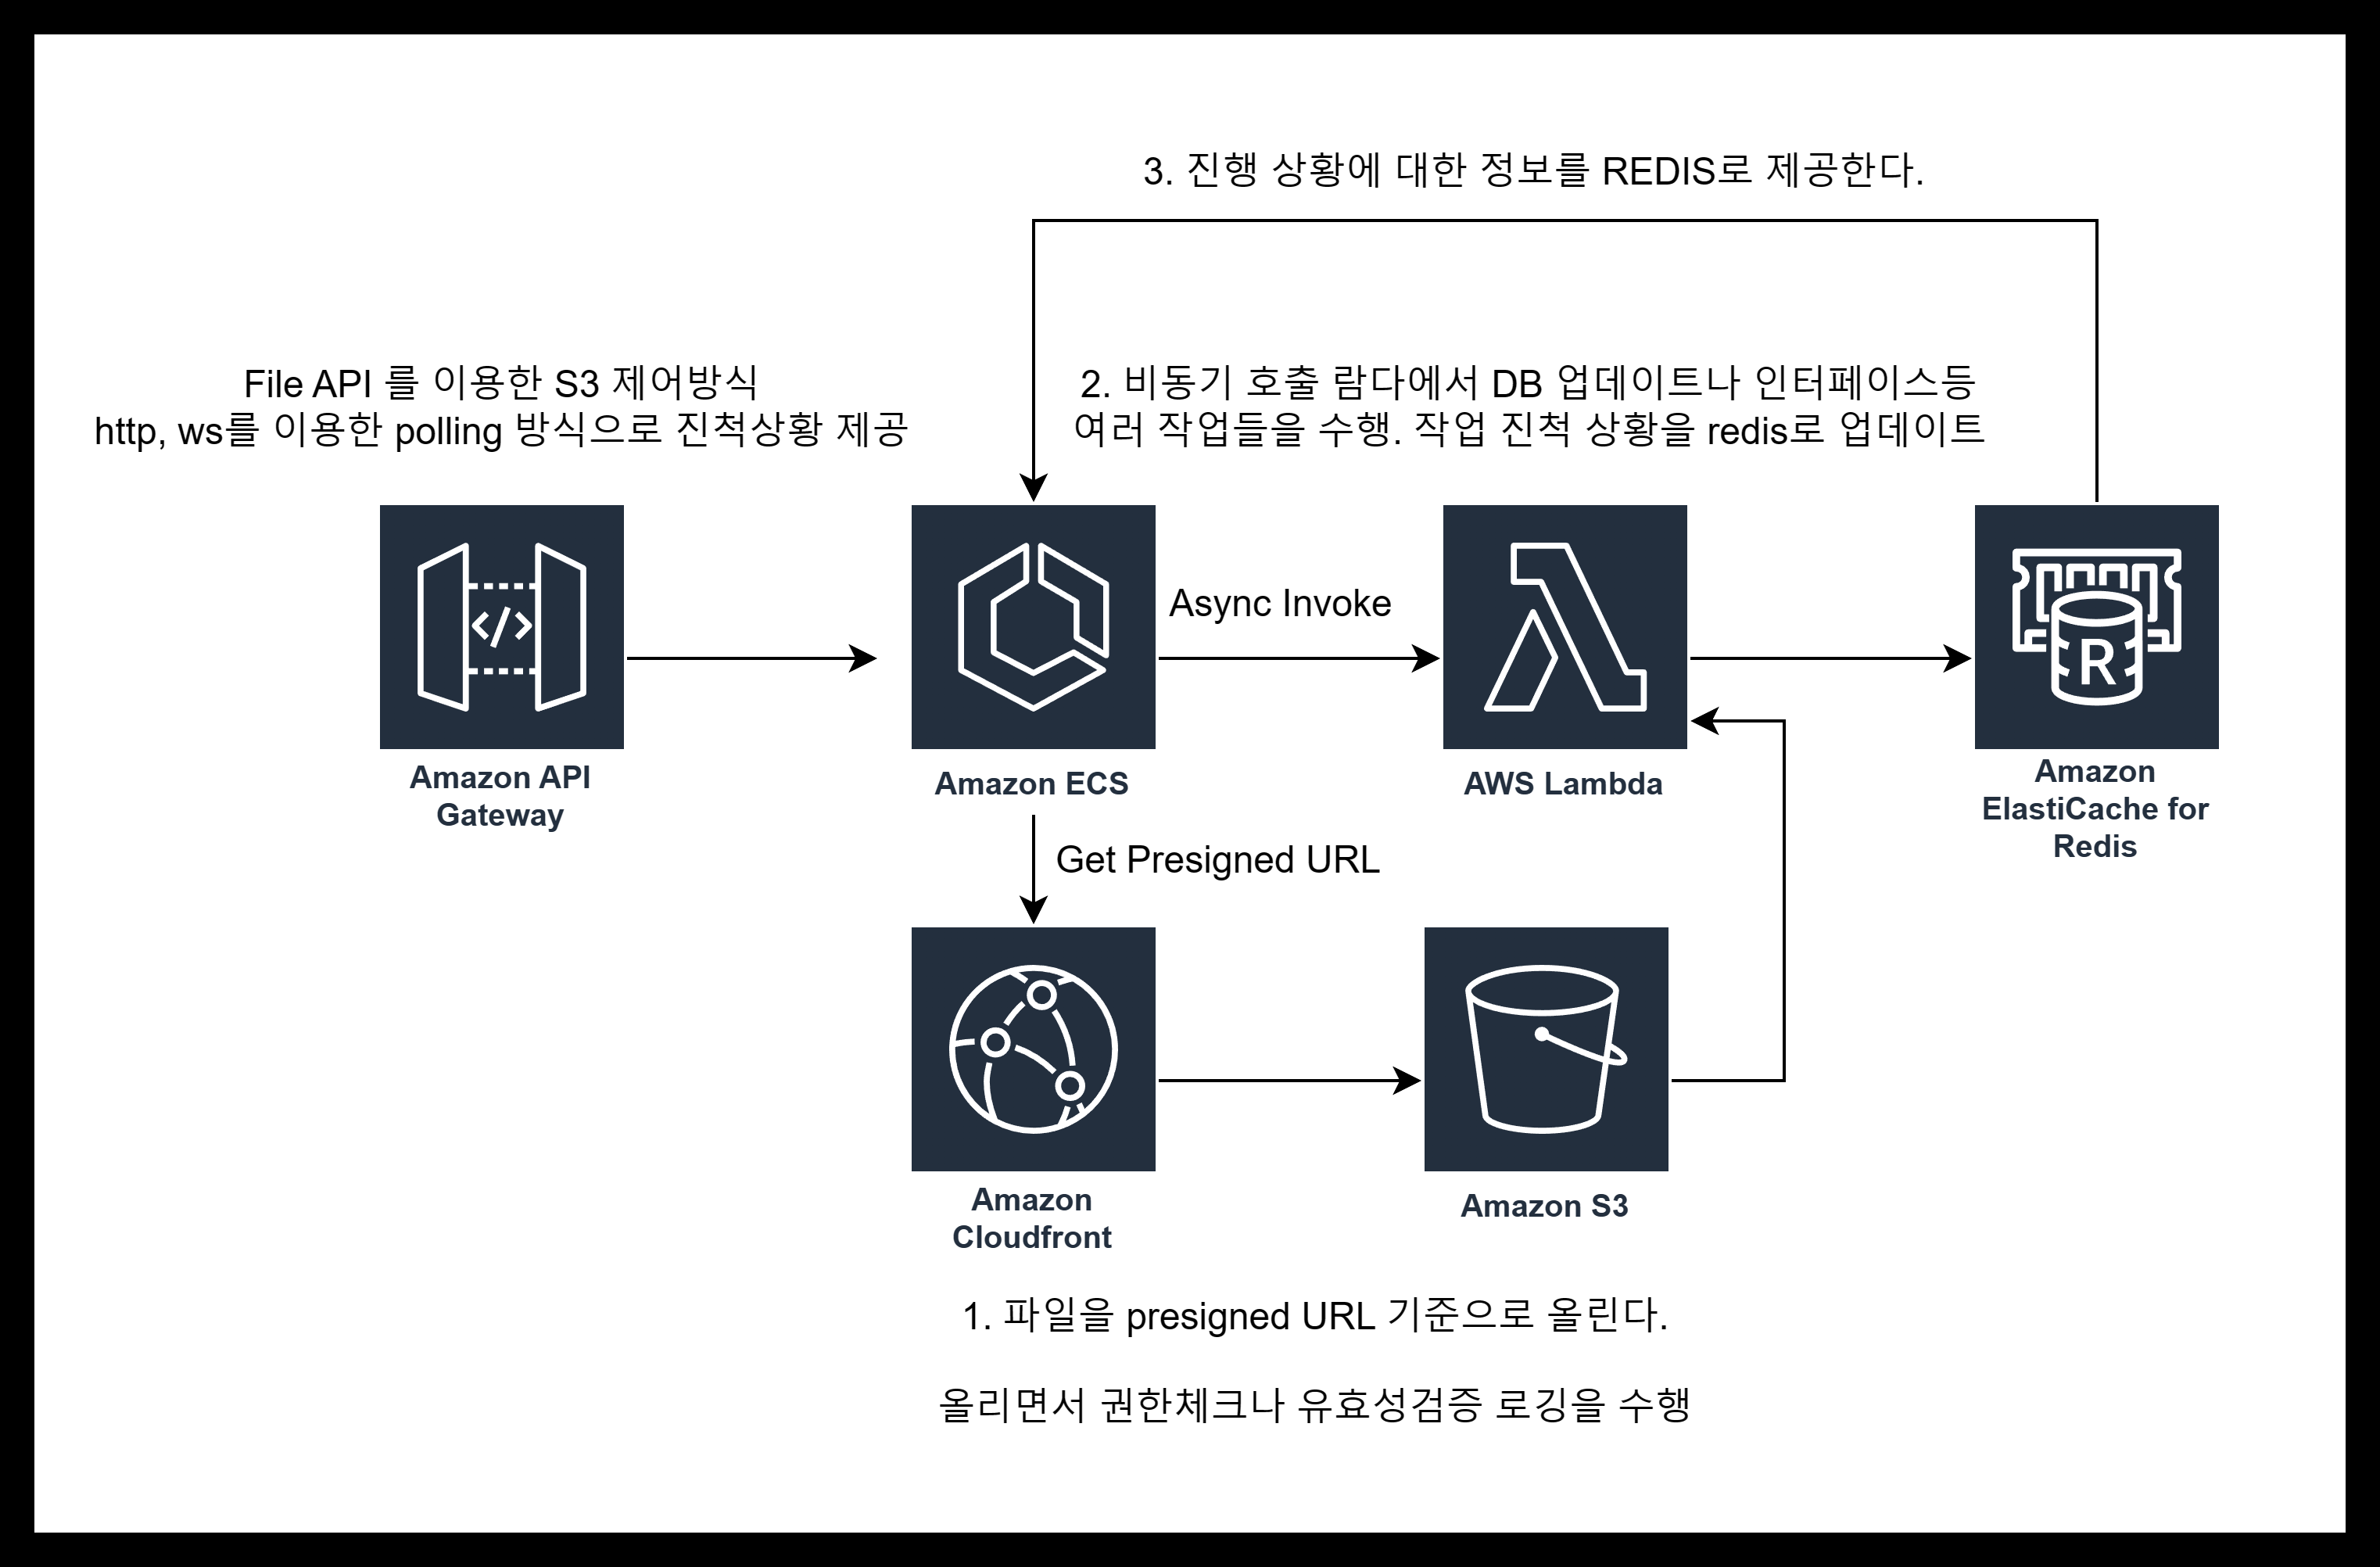 3. 진행 상황에 대한 정보를 REDIS로 제공한다.
File API 를 이용한 S3 제어방식
http, ws를 이용한 polling 방식으로 진척상황 제공
2. 비동기 호출 람다에서 DB 업데이트나 인터페이스등
여러 작업들을 수행. 작업 진척 상황을 redis로 업데이트
Async Invoke
R
Amazon API
Gateway
Amazon ECS
AWS Lambda
Amazon
ElastiCache for
Redis
Get Presigned URL
Amazon
Cloudfront
Amazon S3
1. 파일을 presigned URL 기준으로 올린다.
올리면서 권한체크나 유효성검증 로깅을 수행